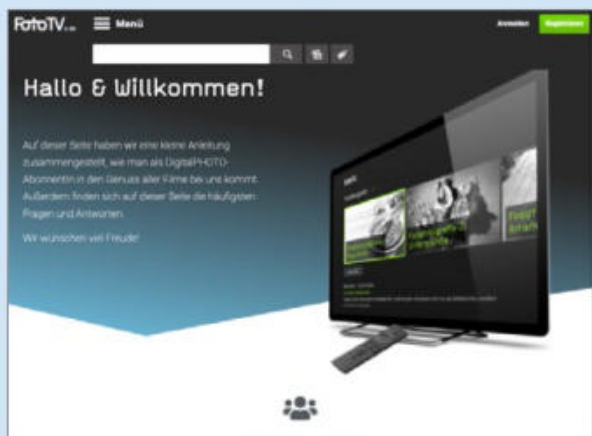 FotoTV.
Menü
Anmelden
Registrieren
Hallo & Willkommen!
Auf dieser Seite haben wir eine kleine Anleitung
zusammengestellt, wie man als DigitalPHOTO-
AbonnentIn in den Genuss aller Filme bei uns kommt.
Außerdem finden sich auf dieser Seite die häufigsten
Fragen und Antworten.
Wir wünschen viel Freude!